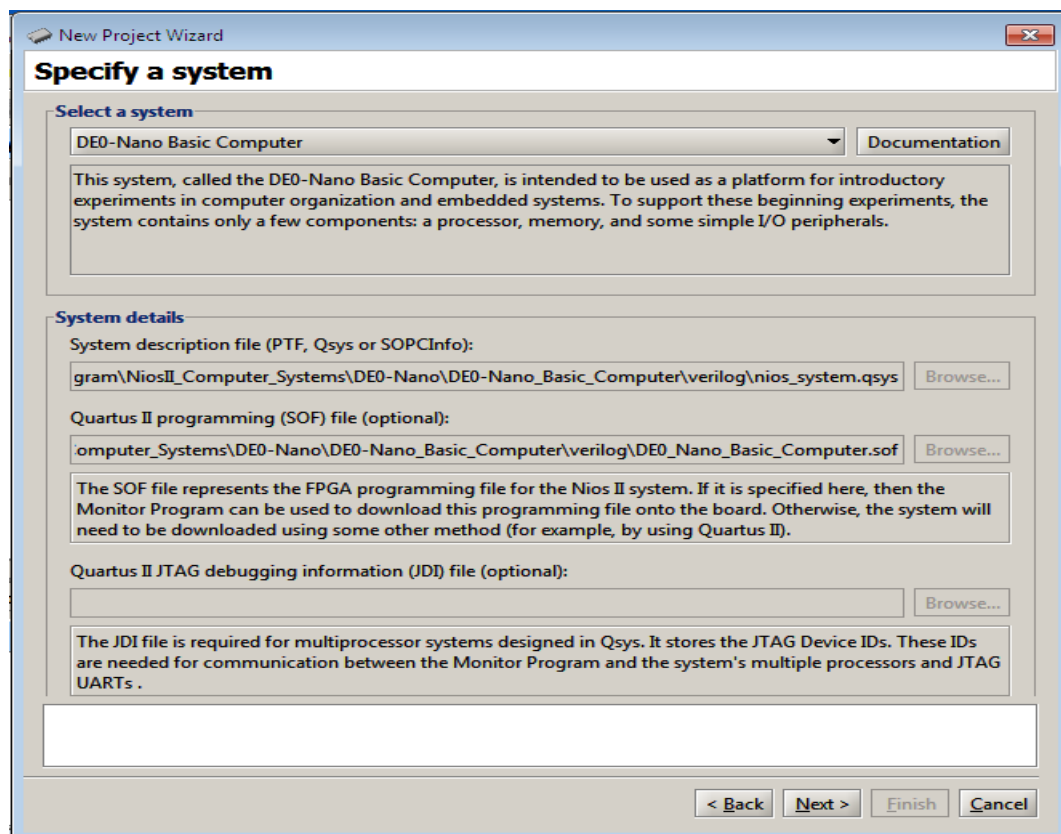 New Project Wizard
Specify a system
Select a system
DE0-Nano Basic Computer
Documentation
This system, called the DE0-Nano Basic Computer, is intended to be used as a platform for introductory
experiments in computer organization and embedded systems. To support these beginning experiments, the
system contains only a few components: a processor, memory, and some simple I/O peripherals.
System details
System description file (PTF, Qsys or SOPCInfo):
gram\NiosII_Computer_Systems\DE0-Nano\DE0-Nano_Basic_Computer\verilog\nios_system.qsys
Browse...
Quartus II programming (SOF) file (optional):
omputer_Systems\DE0-Nano\DE0-Nano_Basic_Computer\verilog\DE0_Nano_Basic_Computer.sof
Browse...
The SOF file represents the FPGA programming file for the Nios II system. If it is specified here, then the
Monitor Program can be used to download this programming file onto the board. Otherwise, the system will
need to be downloaded using some other method (for example, by using Quartus II).
Quartus II JTAG debugging information (JDI) file (optional):
Browse...
The JDI file is required for multiprocessor systems designed in Qsys. It stores the JTAG Device IDs. These IDs
are needed for communication between the Monitor Program and the system's multiple processors and JTAG
UARTs .
< Back
Next >
Finish
Cancel